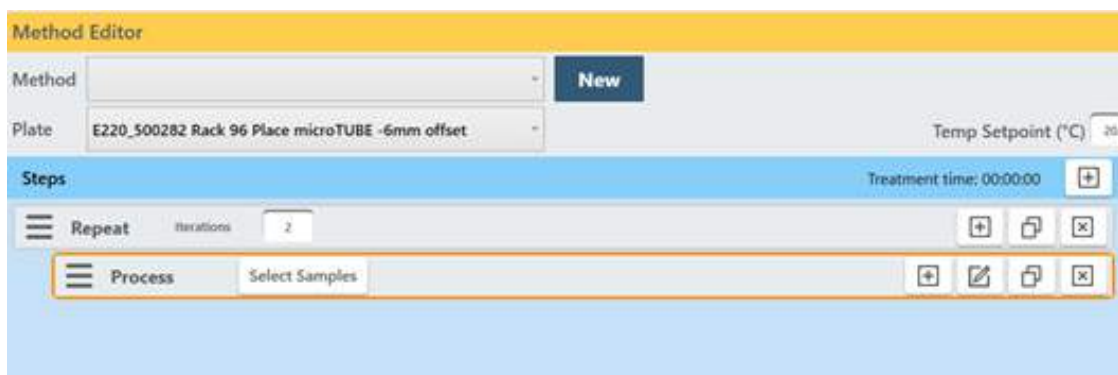 Method Editor
Method New
Plate E220_500282 Rack 96 Place microTUBE -6mm offset Temp Setpoint (°C) 20
Steps Treatment time: 00:00:00
Repeat Iterations 2
Process Select Samples